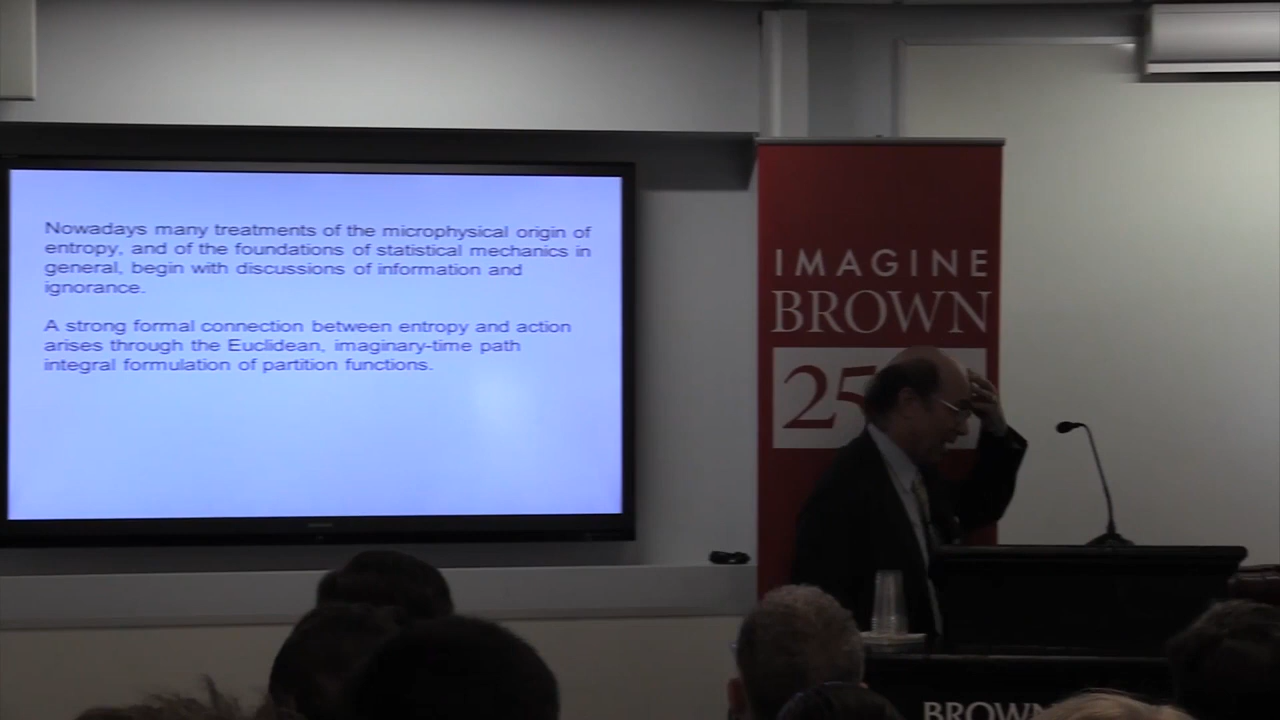 Nowadays many treatments of the microphysical origin of
entropy, and of the foundations of statistical mechanics in
general, begin with discussions of information and
ignorance.
A strong formal connection between entropy and action
arises through the Euclidean, imaginary-time path
integral formulation of partition functions.
IMAGINE
BROWN
25
BROWN